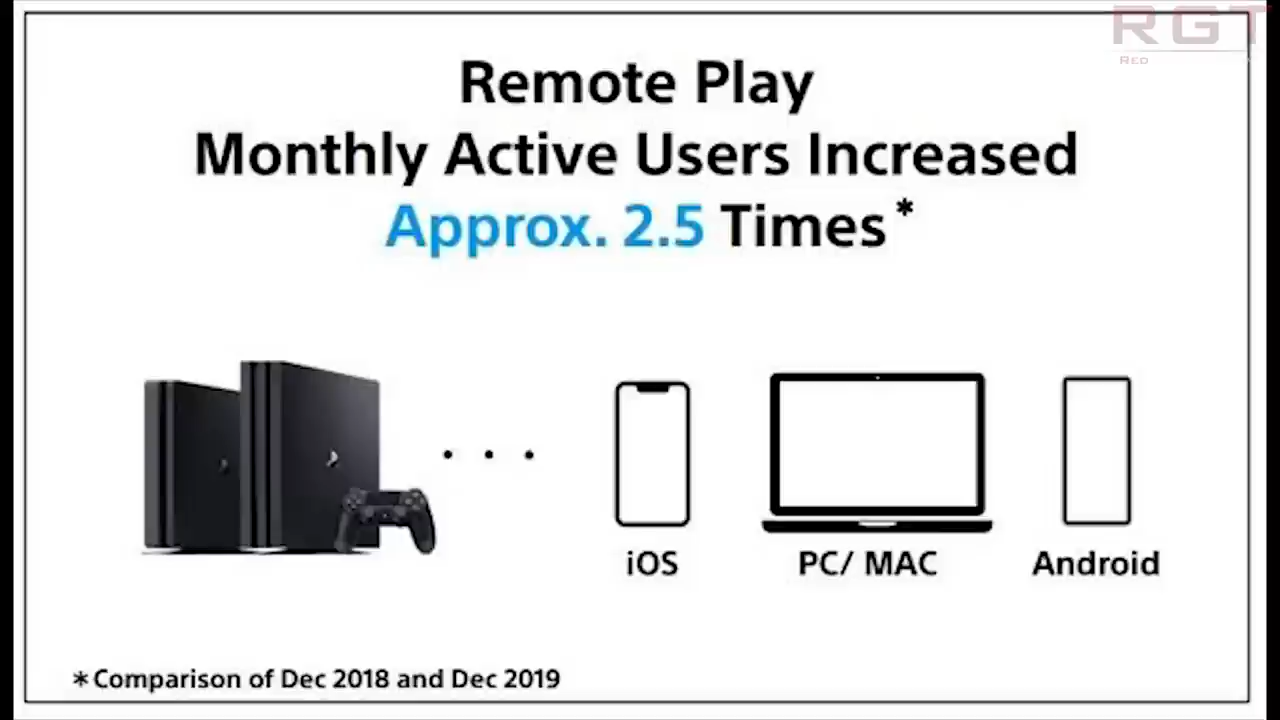 RGT
RED
Remote Play
Monthly Active Users Increased
Approx. 2.5 Times*
iOS
PC/ MAC
Android
*Comparison of Dec 2018 and Dec 2019